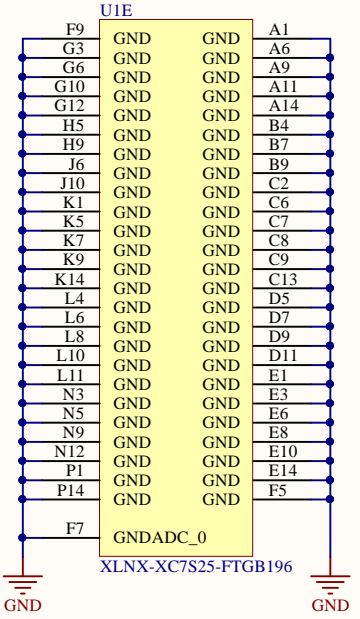 U1E
F9 GND GND A1
G3 GND GND A6
G6 GND GND A9
G10 GND GND A11
G12 GND GND A14
H5 GND GND B4
H9 GND GND B7
J6 GND GND B9
J10 GND GND C2
K1 GND GND C6
K5 GND GND C7
K7 GND GND C8
K9 GND GND C9
K14 GND GND C13
L4 GND GND D5
L6 GND GND D7
L8 GND GND D9
L10 GND GND D11
L11 GND GND E1
N3 GND GND E3
N5 GND GND E6
N9 GND GND E8
N12 GND GND E10
P1 GND GND E14
P14 GND GND F5
F7 GNDADC_0
XLNX-XC7S25-FTGB196
GND GND